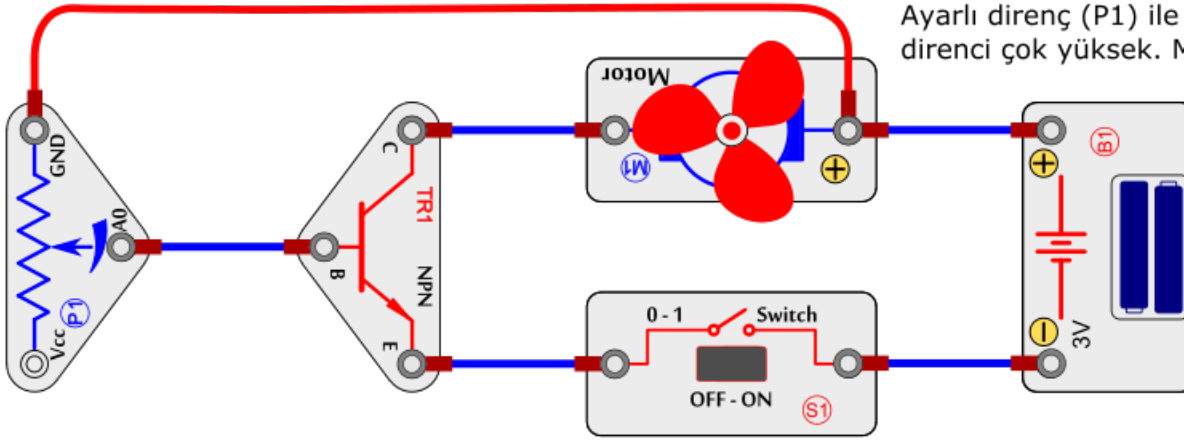 Ayarlı direnç (P1) ile
direnci çok yüksek. M
Motor
M1
+
GND
A0
P1
Vcc
C
TR1
B
NPN
E
0 - 1 Switch
OFF - ON
S1
B1
+
−
3V